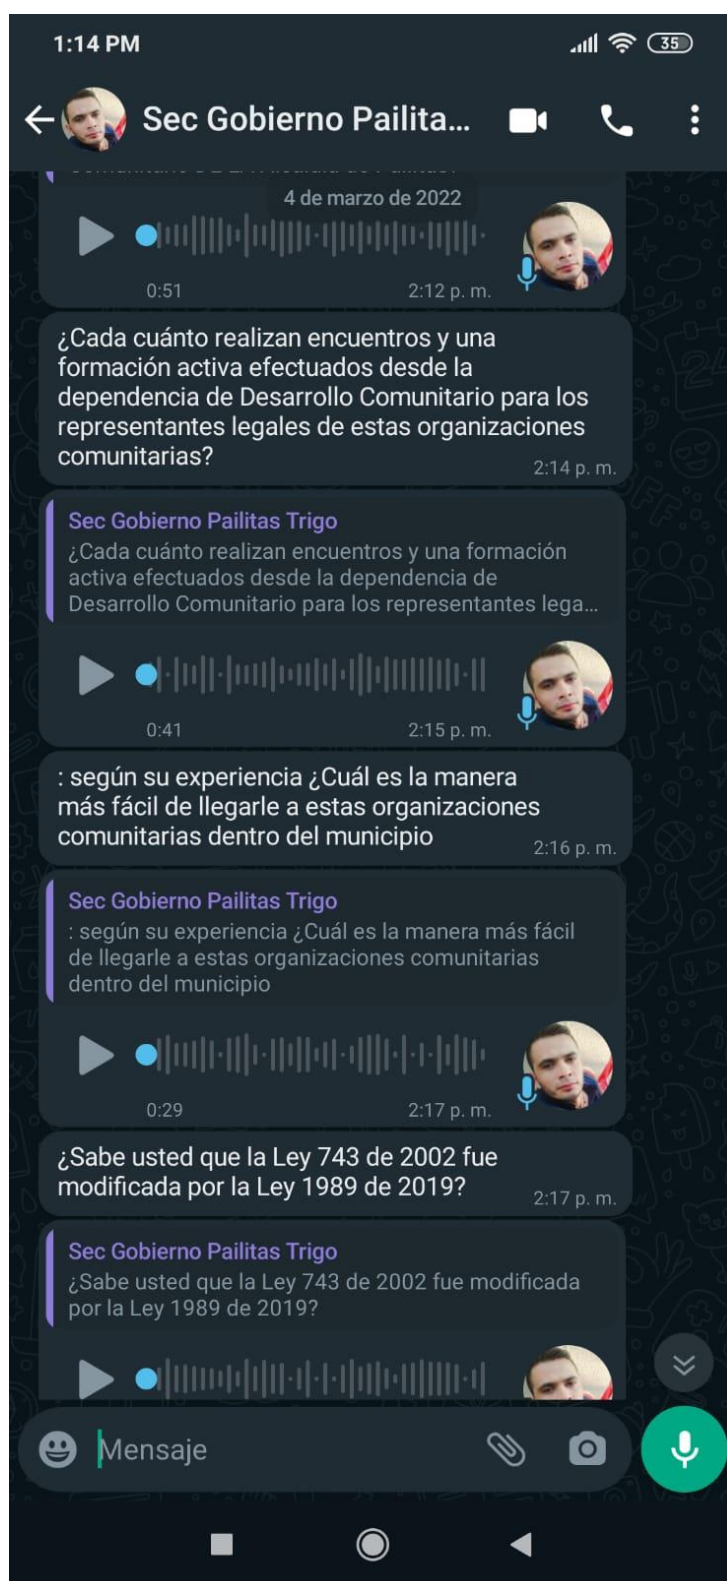 1:14 PM
35
Sec Gobierno Pailita...
4 de marzo de 2022
0:51
2:12 p. m.
¿Cada cuánto realizan encuentros y una
formación activa efectuados desde la
dependencia de Desarrollo Comunitario para los
representantes legales de estas organizaciones
comunitarias?
2:14 p. m.
Sec Gobierno Pailitas Trigo
¿Cada cuánto realizan encuentros y una formación
activa efectuados desde la dependencia de
Desarrollo Comunitario para los representantes lega...
0:41
2:15 p. m.
: según su experiencia ¿Cuál es la manera
más fácil de llegarle a estas organizaciones
comunitarias dentro del municipio
2:16 p. m.
Sec Gobierno Pailitas Trigo
: según su experiencia ¿Cuál es la manera más fácil
de llegarle a estas organizaciones comunitarias
dentro del municipio
0:29
2:17 p. m.
¿Sabe usted que la Ley 743 de 2002 fue
modificada por la Ley 1989 de 2019?
2:17 p. m.
Sec Gobierno Pailitas Trigo
¿Sabe usted que la Ley 743 de 2002 fue modificada
por la Ley 1989 de 2019?
Mensaje